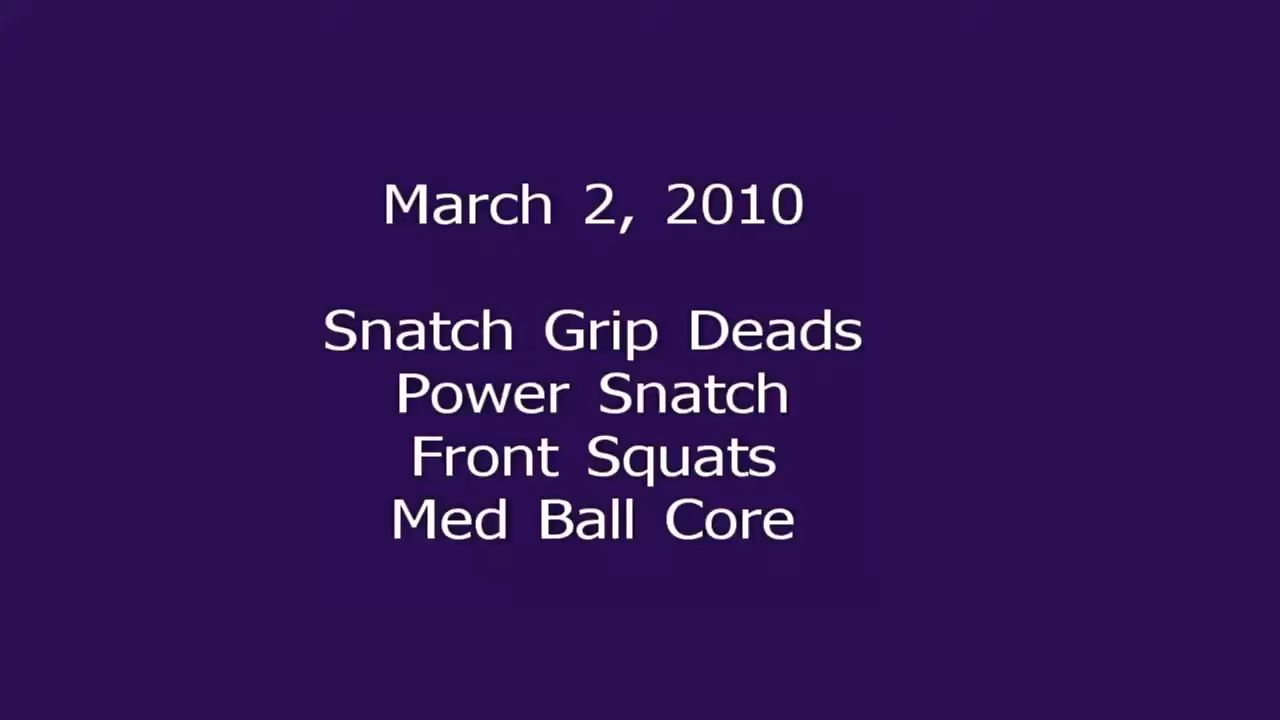 March 2, 2010
Snatch Grip Deads
Power Snatch
Front Squats
Med Ball Core